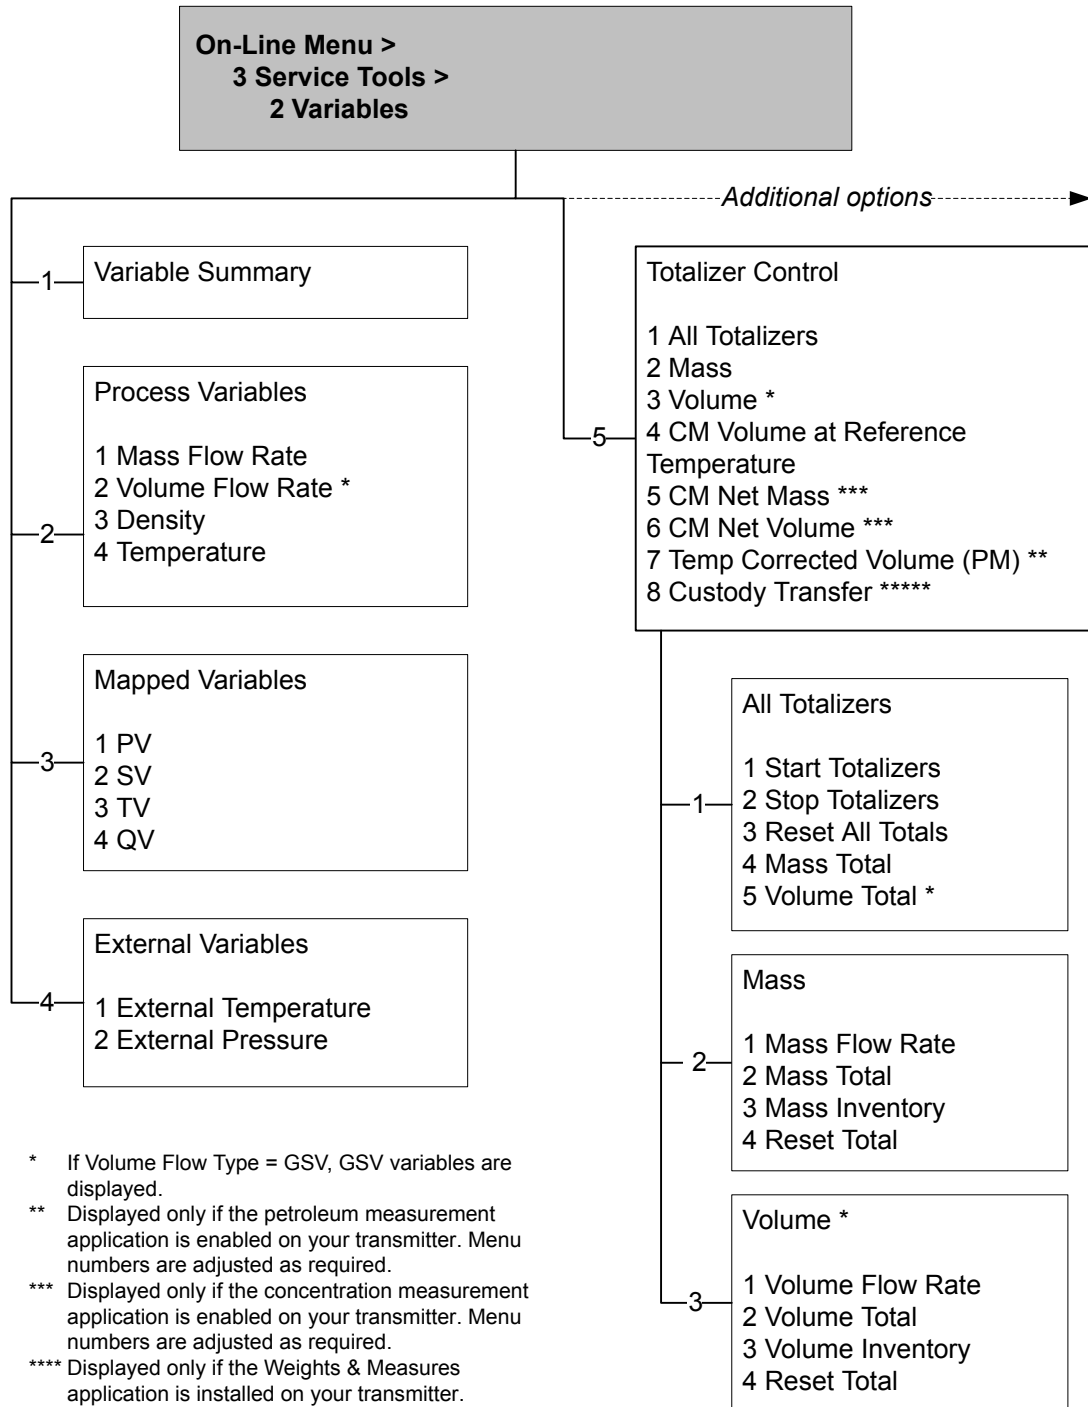 On-Line Menu >
3 Service Tools >
2 Variables
Additional options
1
Variable Summary
2
Process Variables
1 Mass Flow Rate
2 Volume Flow Rate *
3 Density
4 Temperature
3
Mapped Variables
1 PV
2 SV
3 TV
4 QV
4
External Variables
1 External Temperature
2 External Pressure
5
Totalizer Control
1 All Totalizers
2 Mass
3 Volume *
4 CM Volume at Reference
Temperature
5 CM Net Mass ***
6 CM Net Volume ***
7 Temp Corrected Volume (PM) **
8 Custody Transfer *****
1
All Totalizers
1 Start Totalizers
2 Stop Totalizers
3 Reset All Totals
4 Mass Total
5 Volume Total *
2
Mass
1 Mass Flow Rate
2 Mass Total
3 Mass Inventory
4 Reset Total
3
Volume *
1 Volume Flow Rate
2 Volume Total
3 Volume Inventory
4 Reset Total
* If Volume Flow Type = GSV, GSV variables are
displayed.
** Displayed only if the petroleum measurement
application is enabled on your transmitter. Menu
numbers are adjusted as required.
*** Displayed only if the concentration measurement
application is enabled on your transmitter. Menu
numbers are adjusted as required.
**** Displayed only if the Weights & Measures
application is installed on your transmitter.